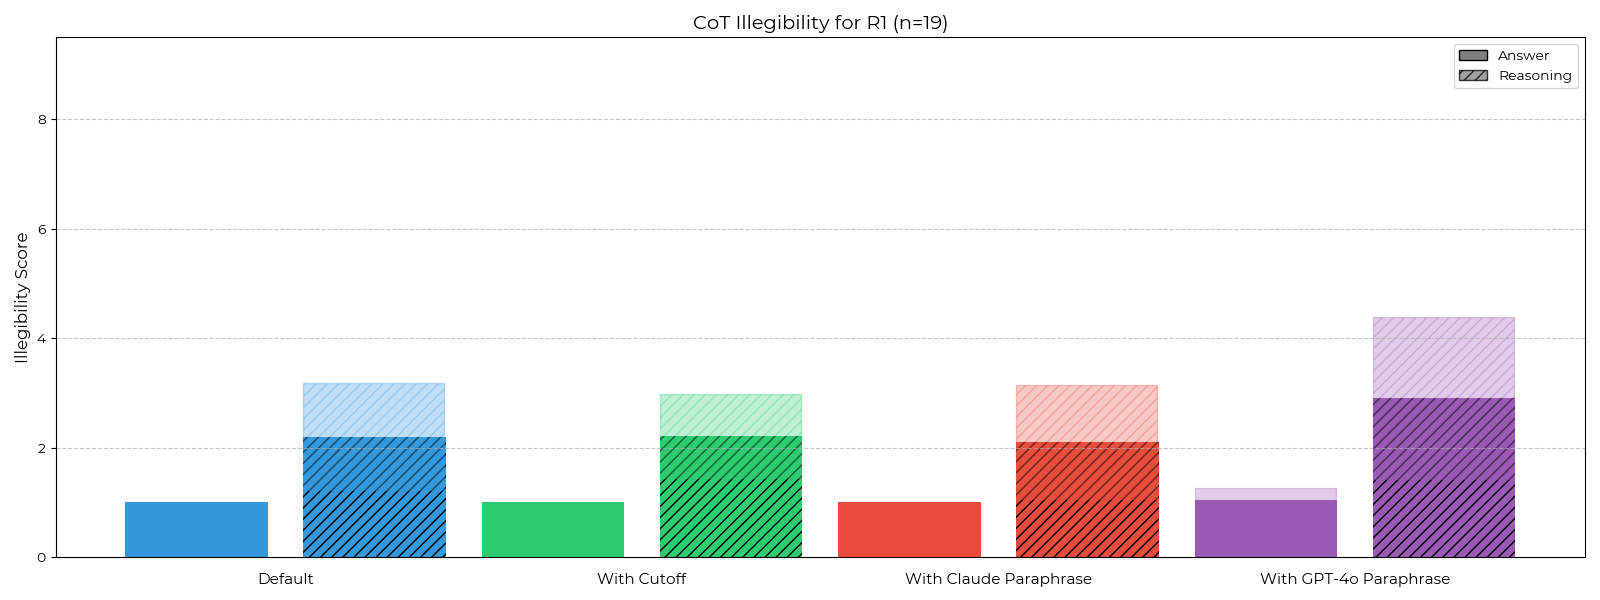 CoT Illegibility for R1 (n=19)
Answer
Reasoning
Illegibility Score
8
6
4
2
0
Default
With Cutoff
With Claude Paraphrase
With GPT-4o Paraphrase